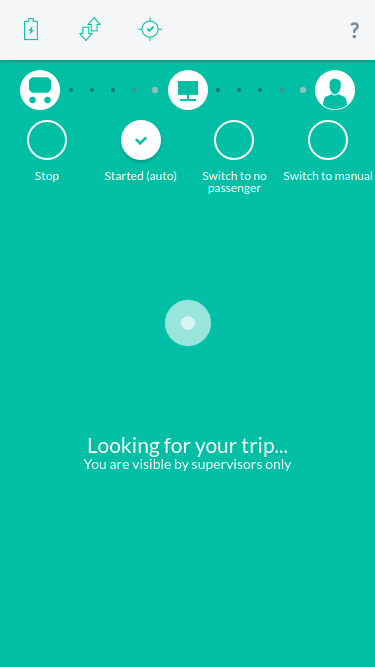 ?
Stop
Started (auto)
Switch to no
passenger
Switch to manual
Looking for your trip...
You are visible by supervisors only